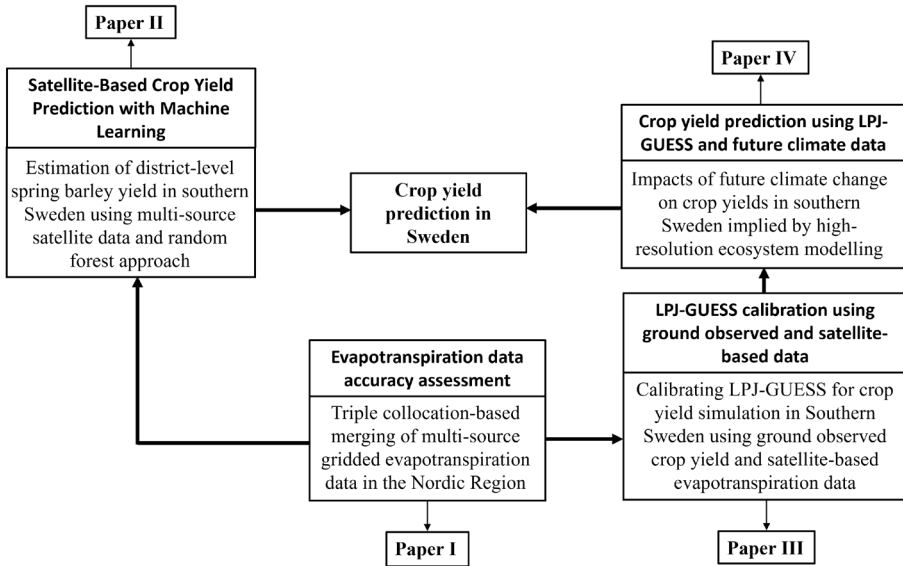 Paper II
Satellite-Based Crop Yield
Prediction with Machine
Learning
Estimation of district-level
spring barley yield in southern
Sweden using multi-source
satellite data and random
forest approach
Crop yield
prediction in
Sweden
Paper IV
Crop yield prediction using LPJ-
GUESS and future climate data
Impacts of future climate change
on crop yields in southern
Sweden implied by high-
resolution ecosystem modelling
Evapotranspiration data
accuracy assessment
Triple collocation-based
merging of multi-source
gridded evapotranspiration
data in the Nordic Region
Paper I
LPJ-GUESS calibration using
ground observed and satellite-
based data
Calibrating LPJ-GUESS for crop
yield simulation in Southern
Sweden using ground observed
crop yield and satellite-based
evapotranspiration data
Paper III